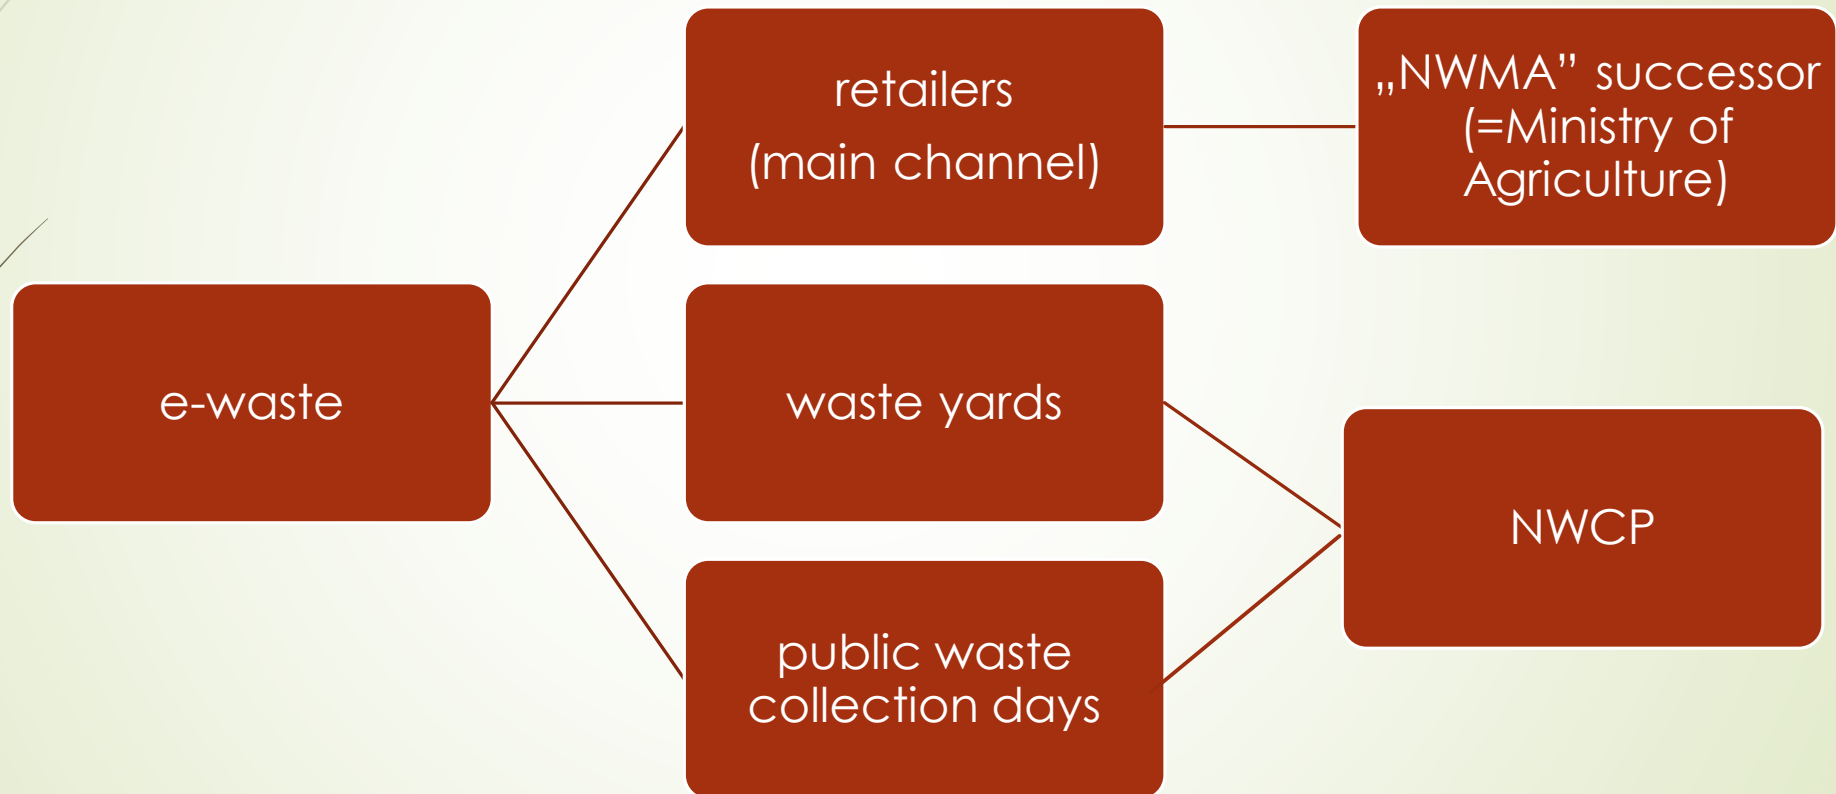 retailers
(main channel)
„NWMA” successor
(=Ministry of
Agriculture)
e-waste
waste yards
NWCP
public waste
collection days